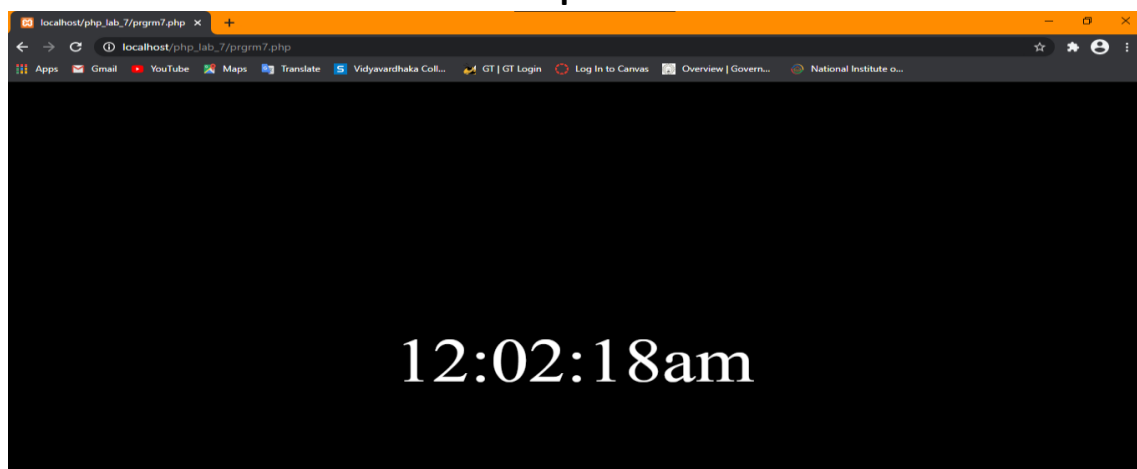 localhost/php_lab_7/prgrm7.php
localhost/php_lab_7/prgrm7.php
Apps Gmail YouTube Maps Translate Vidyavardhaka Coll... GT | GT Login Log In to Canvas Overview | Govern... National Institute o...
12:02:18am